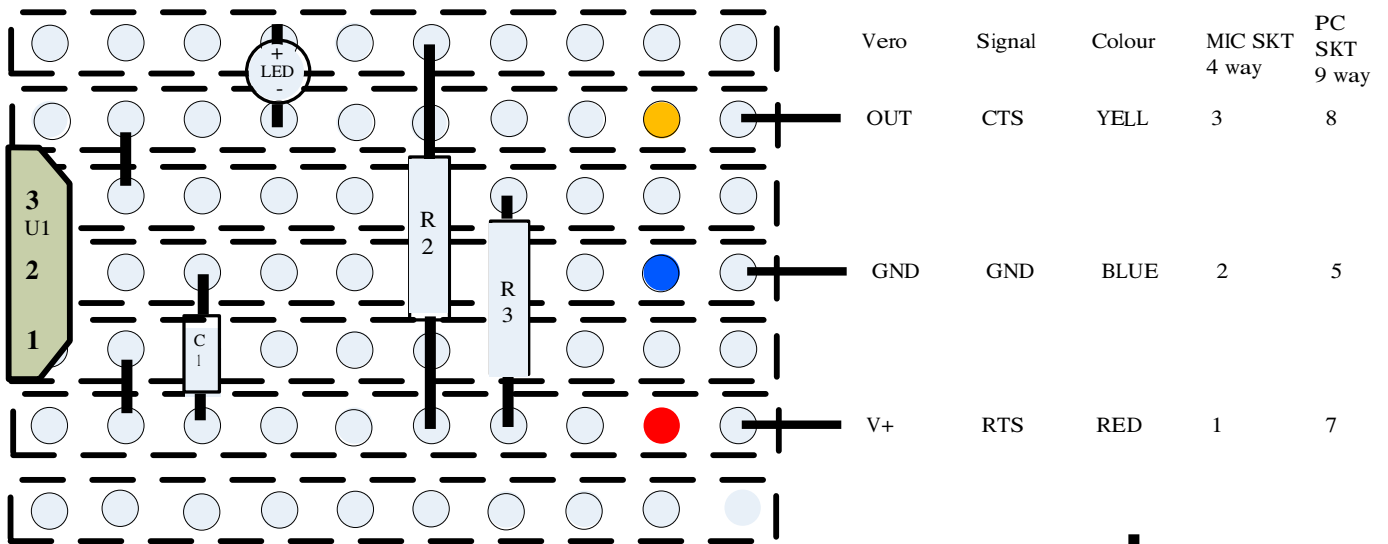 +
LED
-
3
U1
2
1
R
2
R
3
C
1
Vero Signal Colour MIC SKT 4 way PC SKT 9 way
OUT CTS YELL 3 8
GND GND BLUE 2 5
V+ RTS RED 1 7